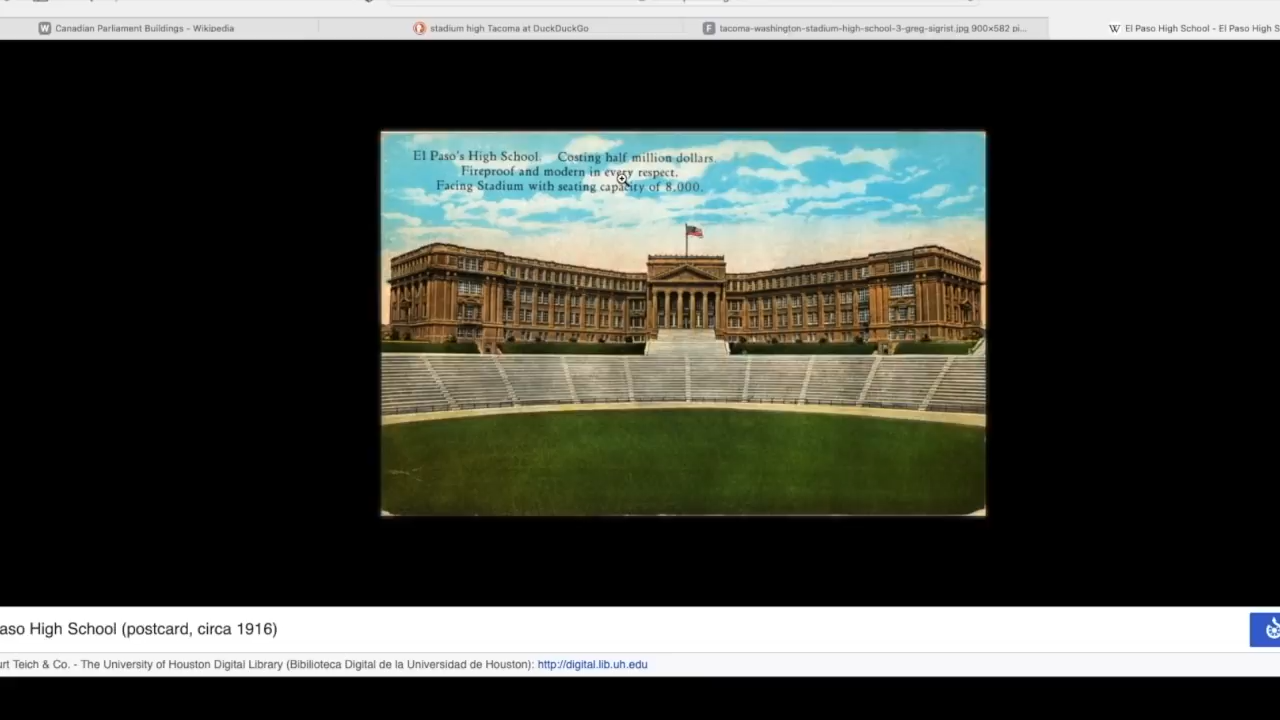 Canadian Parliament Buildings - Wikipedia
stadium high Tacoma at DuckDuckGo
tacoma-washington-stadium-high-school-3-greg-sigrist.jpg 900×582 pi...
El Paso High School - El Paso High S
El Paso's High School. Costing half million dollars.
Fireproof and modern in every respect.
Facing Stadium with seating capacity of 8,000.
aso High School (postcard, circa 1916)
urt Teich & Co. - The University of Houston Digital Library (Biblioteca Digital de la Universidad de Houston): http://digital.lib.uh.edu